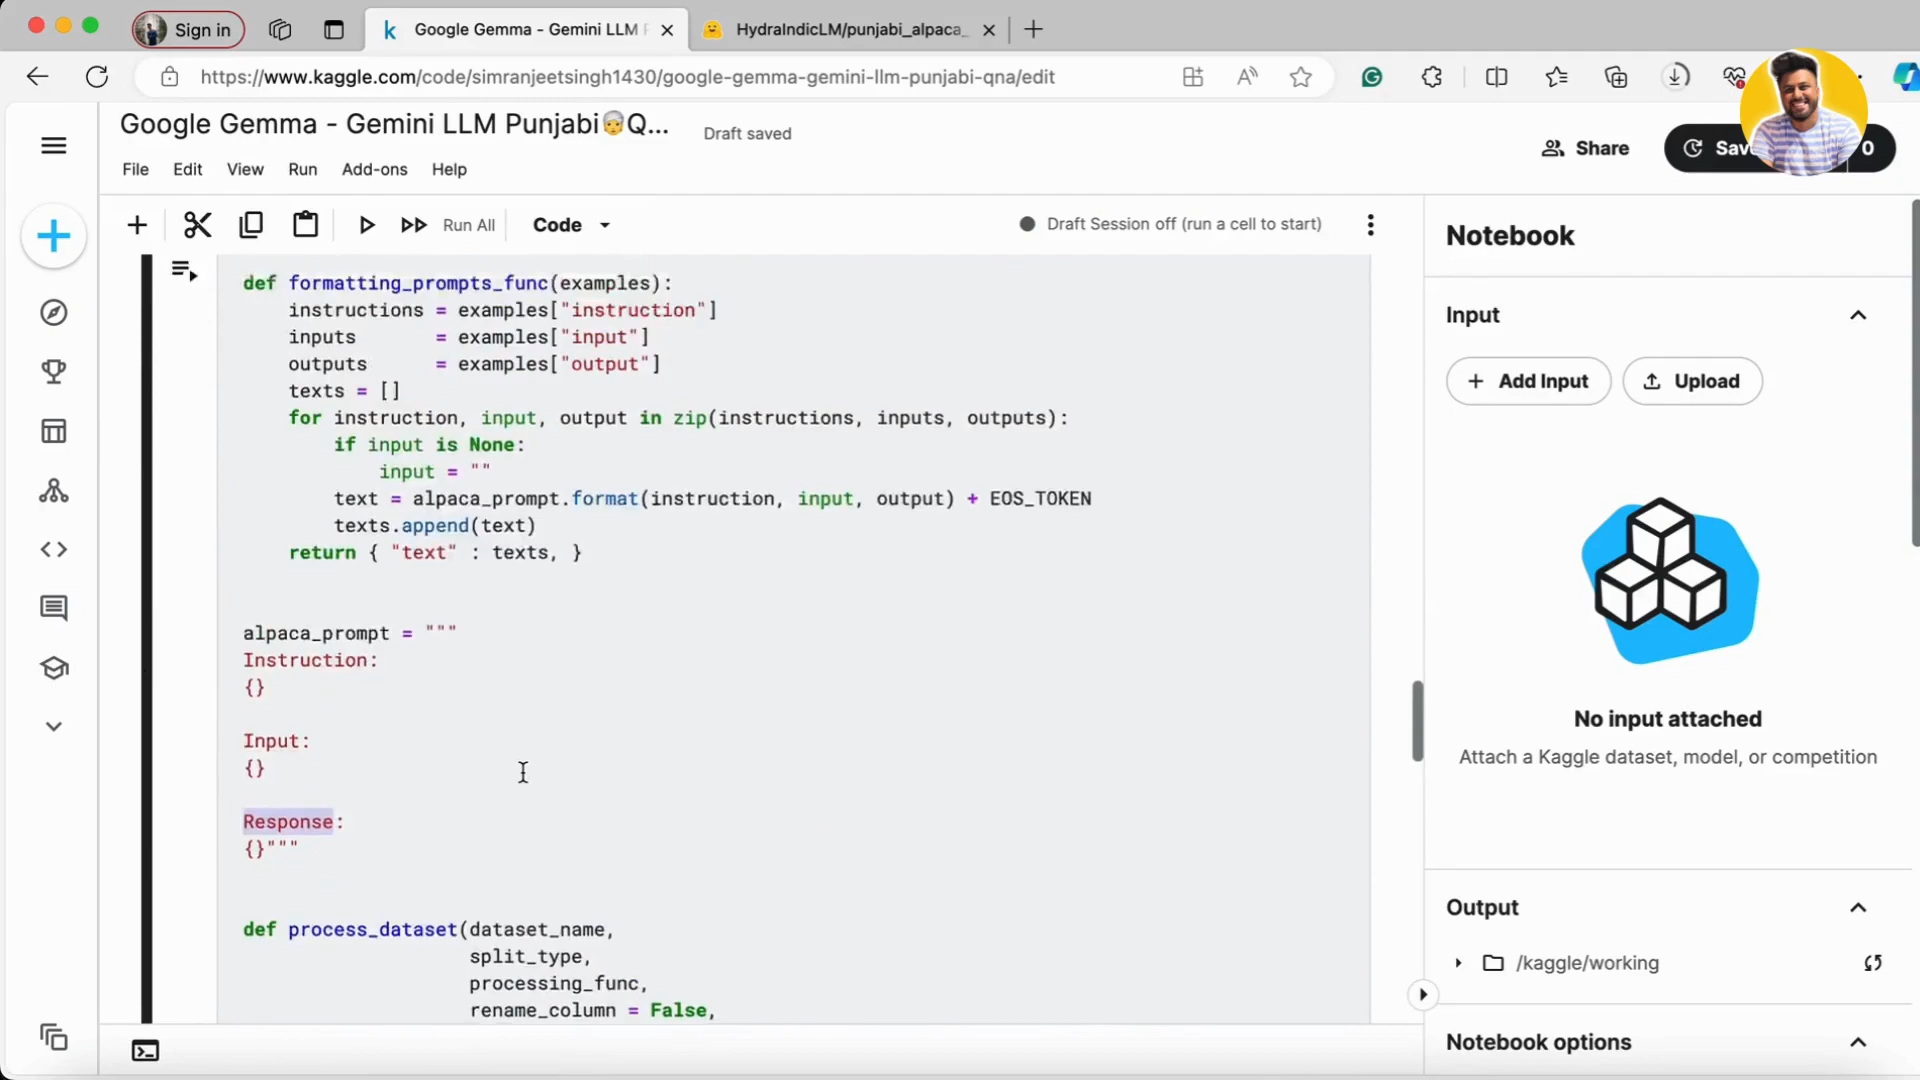 Sign in
Google Gemma - Gemini LLM
HydraIndicLM/punjabi_alpaca_
https://www.kaggle.com/code/simranjeetsingh1430/google-gemma-gemini-llm-punjabi-qna/edit
Google Gemma - Gemini LLM Punjabi👳Q...
Draft saved
File Edit View Run Add-ons Help
Share
0
Run All
Code
Draft Session off (run a cell to start)
def formatting_prompts_func(examples):
    instructions = examples["instruction"]
    inputs       = examples["input"]
    outputs      = examples["output"]
    texts = []
    for instruction, input, output in zip(instructions, inputs, outputs):
        if input is None:
            input = ""
        text = alpaca_prompt.format(instruction, input, output) + EOS_TOKEN
        texts.append(text)
    return { "text" : texts, }
alpaca_prompt = """
Instruction:
{}
Input:
{}
Response:
{}"""
def process_dataset(dataset_name,
                    split_type,
                    processing_func,
                    rename_column = False,
Notebook
Input
+ Add Input
Upload
No input attached
Attach a Kaggle dataset, model, or competition
Output
/kaggle/working
Notebook options